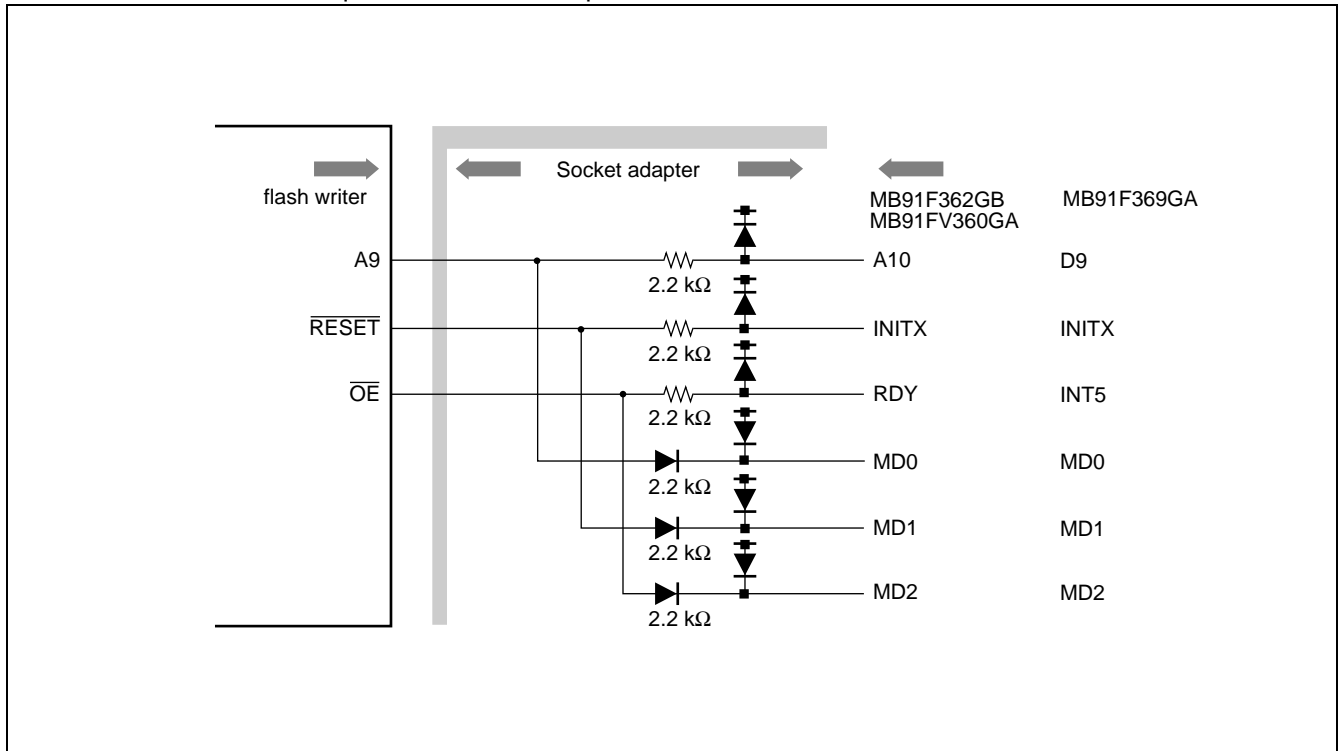 Socket adapter
flash writer
MB91F362GB MB91F369GA
MB91FV360GA
A9 A10 D9
2.2 kΩ
RESET INITX INITX
2.2 kΩ
OE RDY INT5
2.2 kΩ
MD0 MD0
2.2 kΩ
MD1 MD1
2.2 kΩ
MD2 MD2
2.2 kΩ